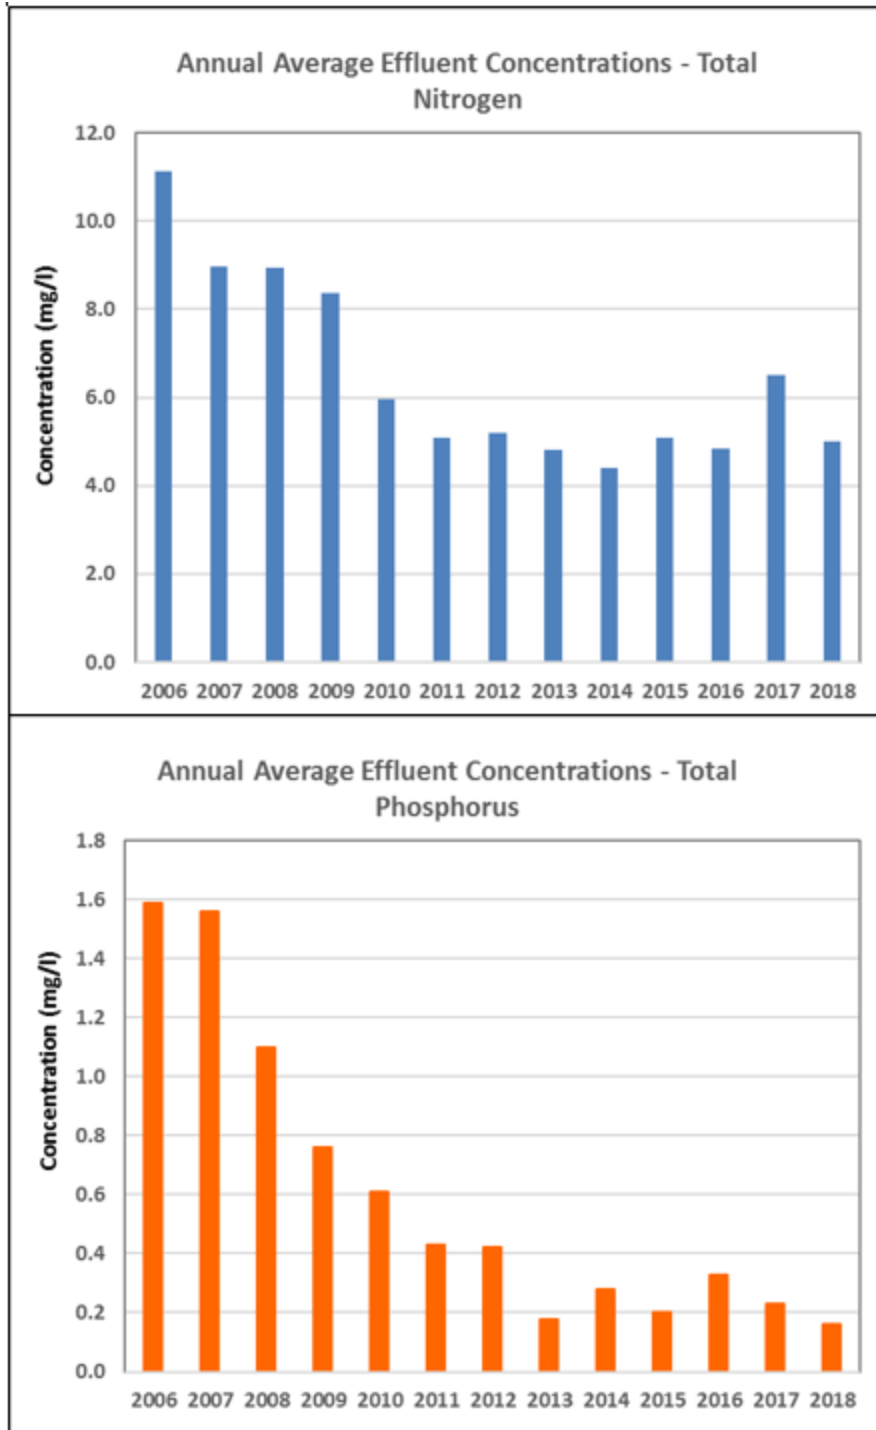 Annual Average Effluent Concentrations - Total
Nitrogen
12.0
10.0
8.0
6.0
4.0
2.0
0.0
Concentration (mg/l)
2006 2007 2008 2009 2010 2011 2012 2013 2014 2015 2016 2017 2018
Annual Average Effluent Concentrations - Total
Phosphorus
1.8
1.6
1.4
1.2
1.0
0.8
0.6
0.4
0.2
0.0
Concentration (mg/l)
2006 2007 2008 2009 2010 2011 2012 2013 2014 2015 2016 2017 2018